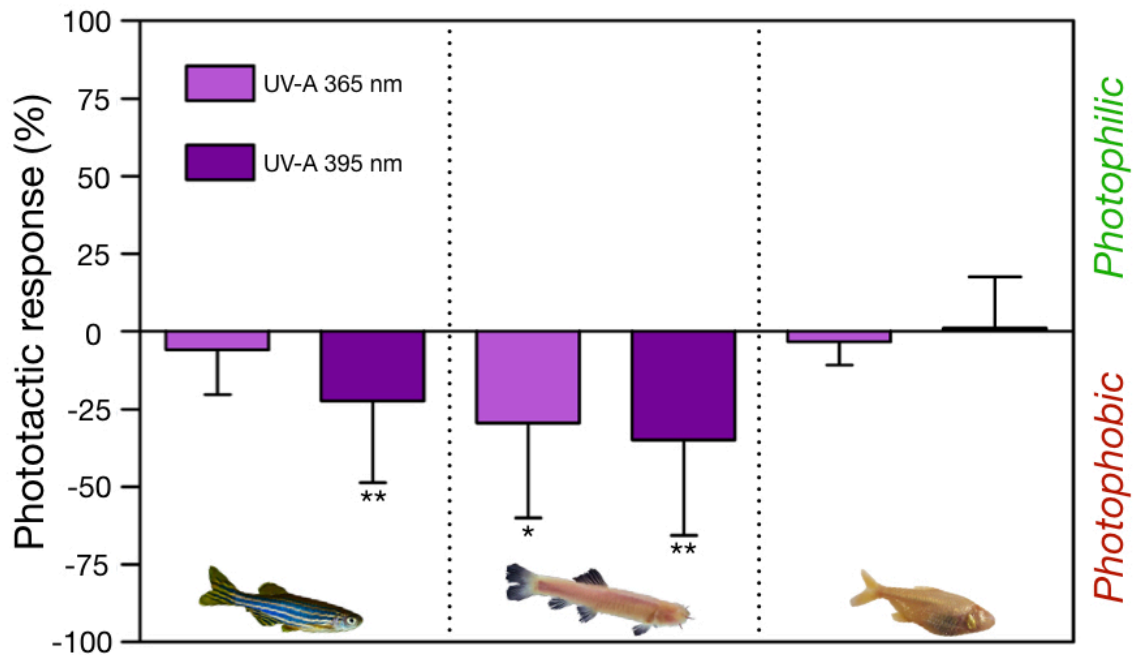 Phototactic response (%)
100
75
50
25
0
-25
-50
-75
-100
UV-A 365 nm
UV-A 395 nm
**
*
**
Photophilic
Photophobic